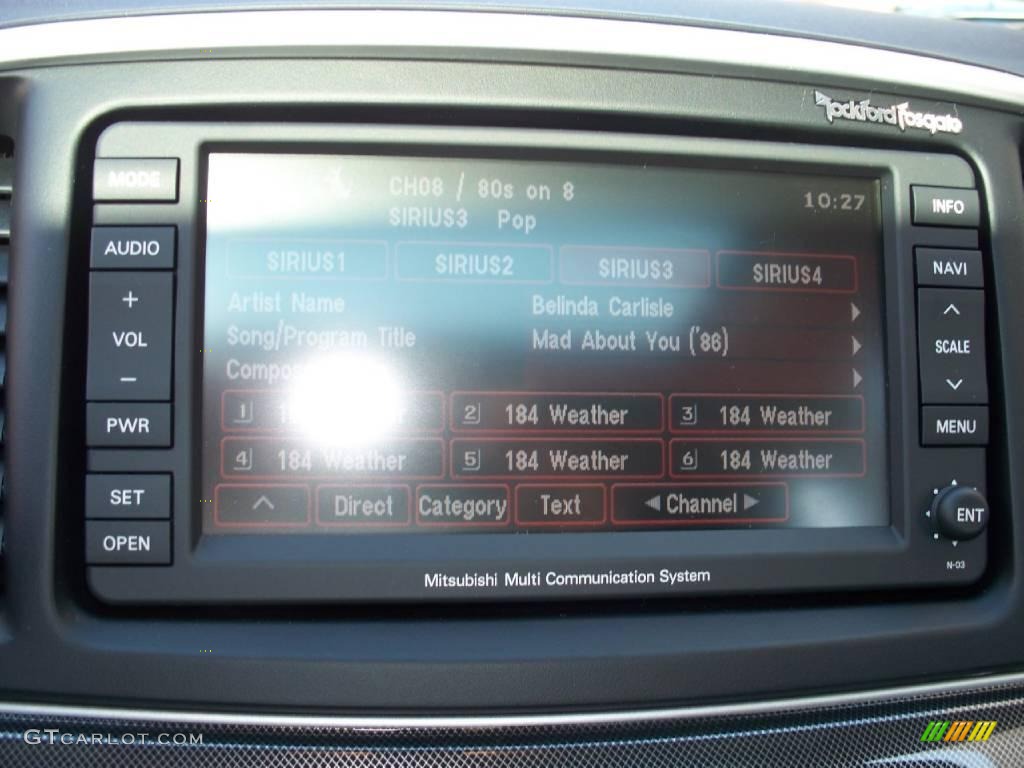 Rockford Fosgate
MODE
AUDIO
+
VOL
−
PWR
SET
OPEN
CH08 / 80s on 8
10:27
SIRIUS3 Pop
SIRIUS1 SIRIUS2 SIRIUS3 SIRIUS4
Artist Name Belinda Carlisle
Song/Program Title Mad About You ('86)
1 2 184 Weather 3 184 Weather
4 184 Weather 5 184 Weather 6 184 Weather
Direct Category Text Channel
INFO
NAVI
SCALE
MENU
ENT
N-03
Mitsubishi Multi Communication System
GTCARLOT.COM